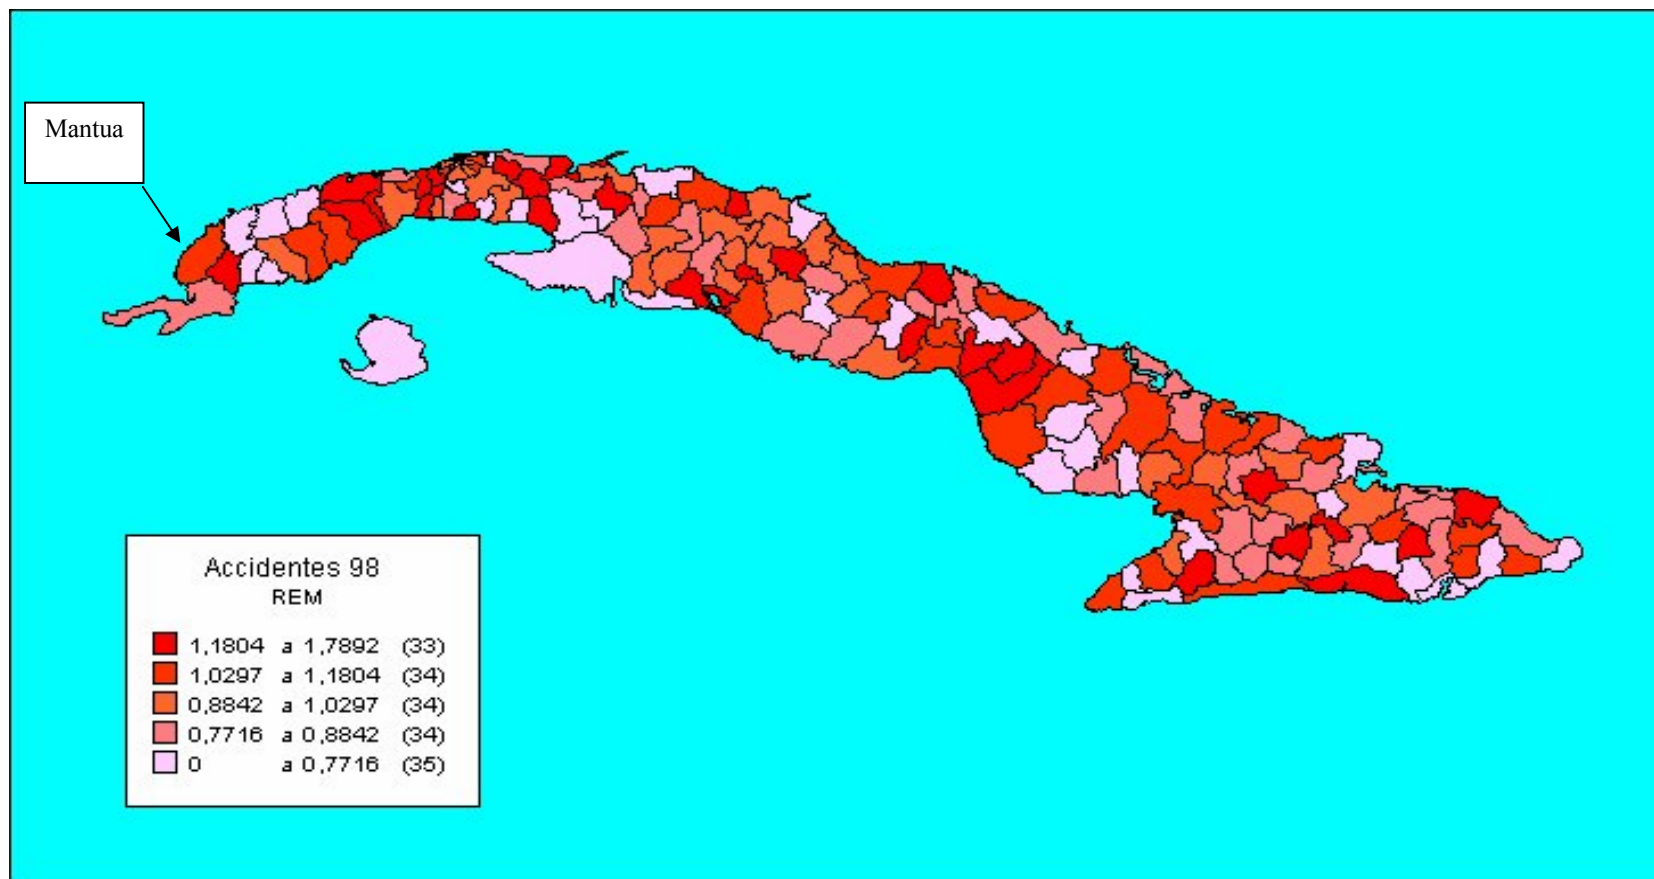 Mantua
Accidentes 98
REM
1,1804 a 1,7892 (33)
1,0297 a 1,1804 (34)
0,8842 a 1,0297 (34)
0,7716 a 0,8842 (34)
0 a 0,7716 (35)